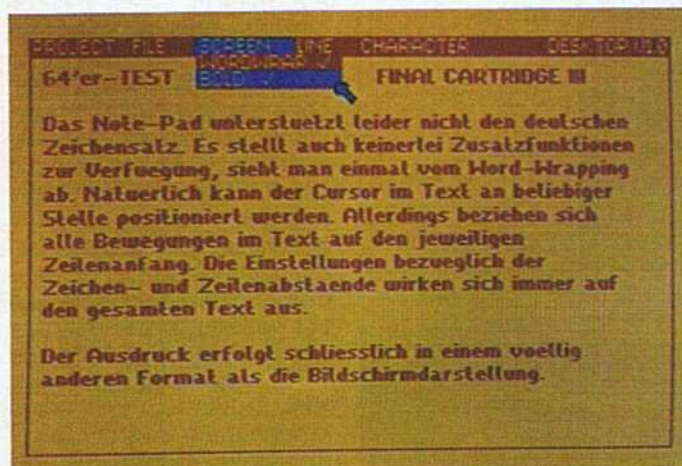 PROJECT FILE SCREEN LINE CHARACTER DESKTOP V1.0
WORDWRAP ✓
BOLD ✓
64'er-TEST FINAL CARTRIDGE III
Das Note-Pad unterstuetzt leider nicht den deutschen
Zeichensatz. Es stellt auch keinerlei Zusatzfunktionen
zur Verfuegung, sieht man einmal vom Word-Wrapping
ab. Natuerlich kann der Cursor im Text an beliebiger
Stelle positioniert werden. Allerdings beziehen sich
alle Bewegungen im Text auf den jeweiligen
Zeilenanfang. Die Einstellungen bezueglich der
Zeichen- und Zeilenabstaende wirken sich immer auf
den gesamten Text aus.
Der Ausdruck erfolgt schliesslich in einem voellig
anderen Format als die Bildschirmdarstellung.